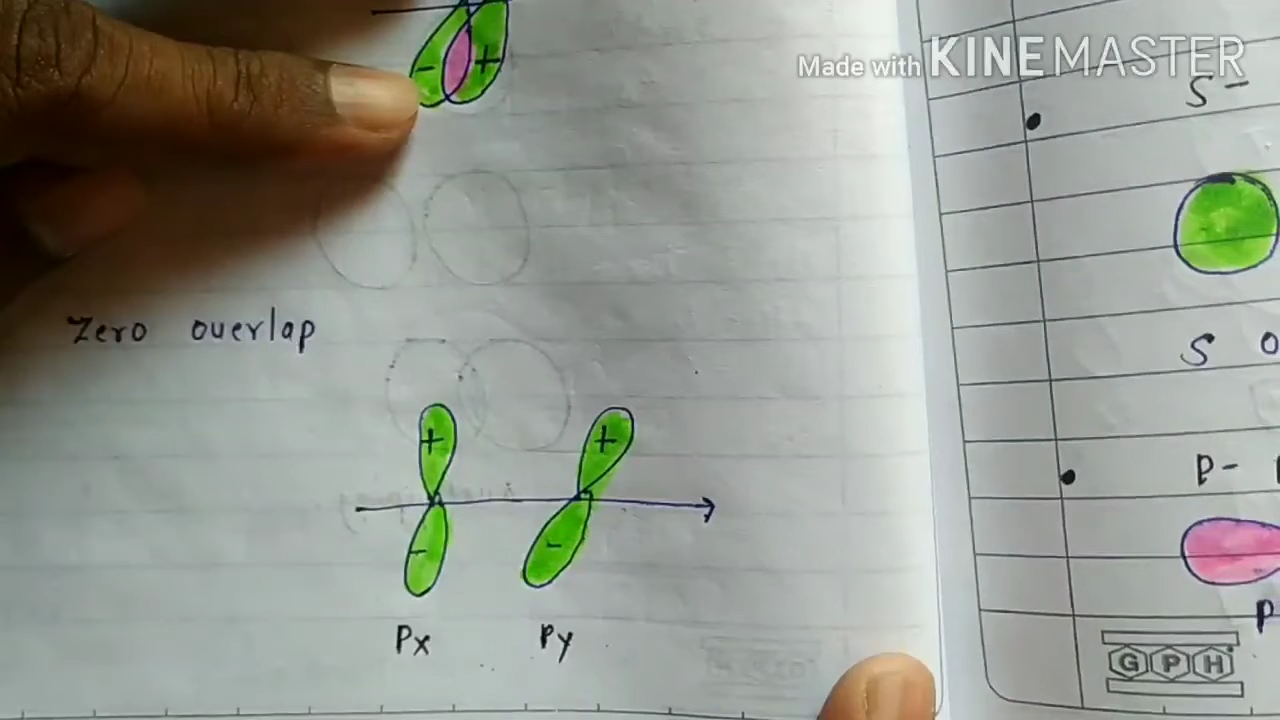 Made with KINEMASTER
- +
S-
Zero overlap
+ +
S O
- -
P-
Px Py
P
GPH